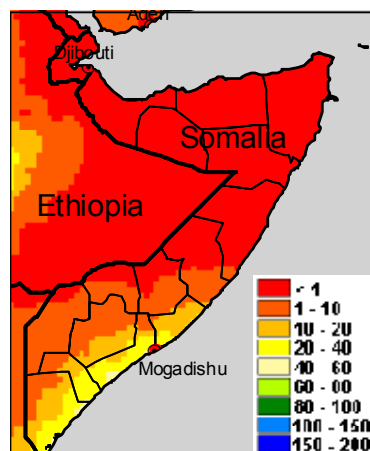 Aden
Djibouti
Somalia
Ethiopia
Mogadishu
< 1
1 - 10
10 - 20
20 - 40
40 - 60
60 - 80
80 - 100
100 - 150
150 - 200